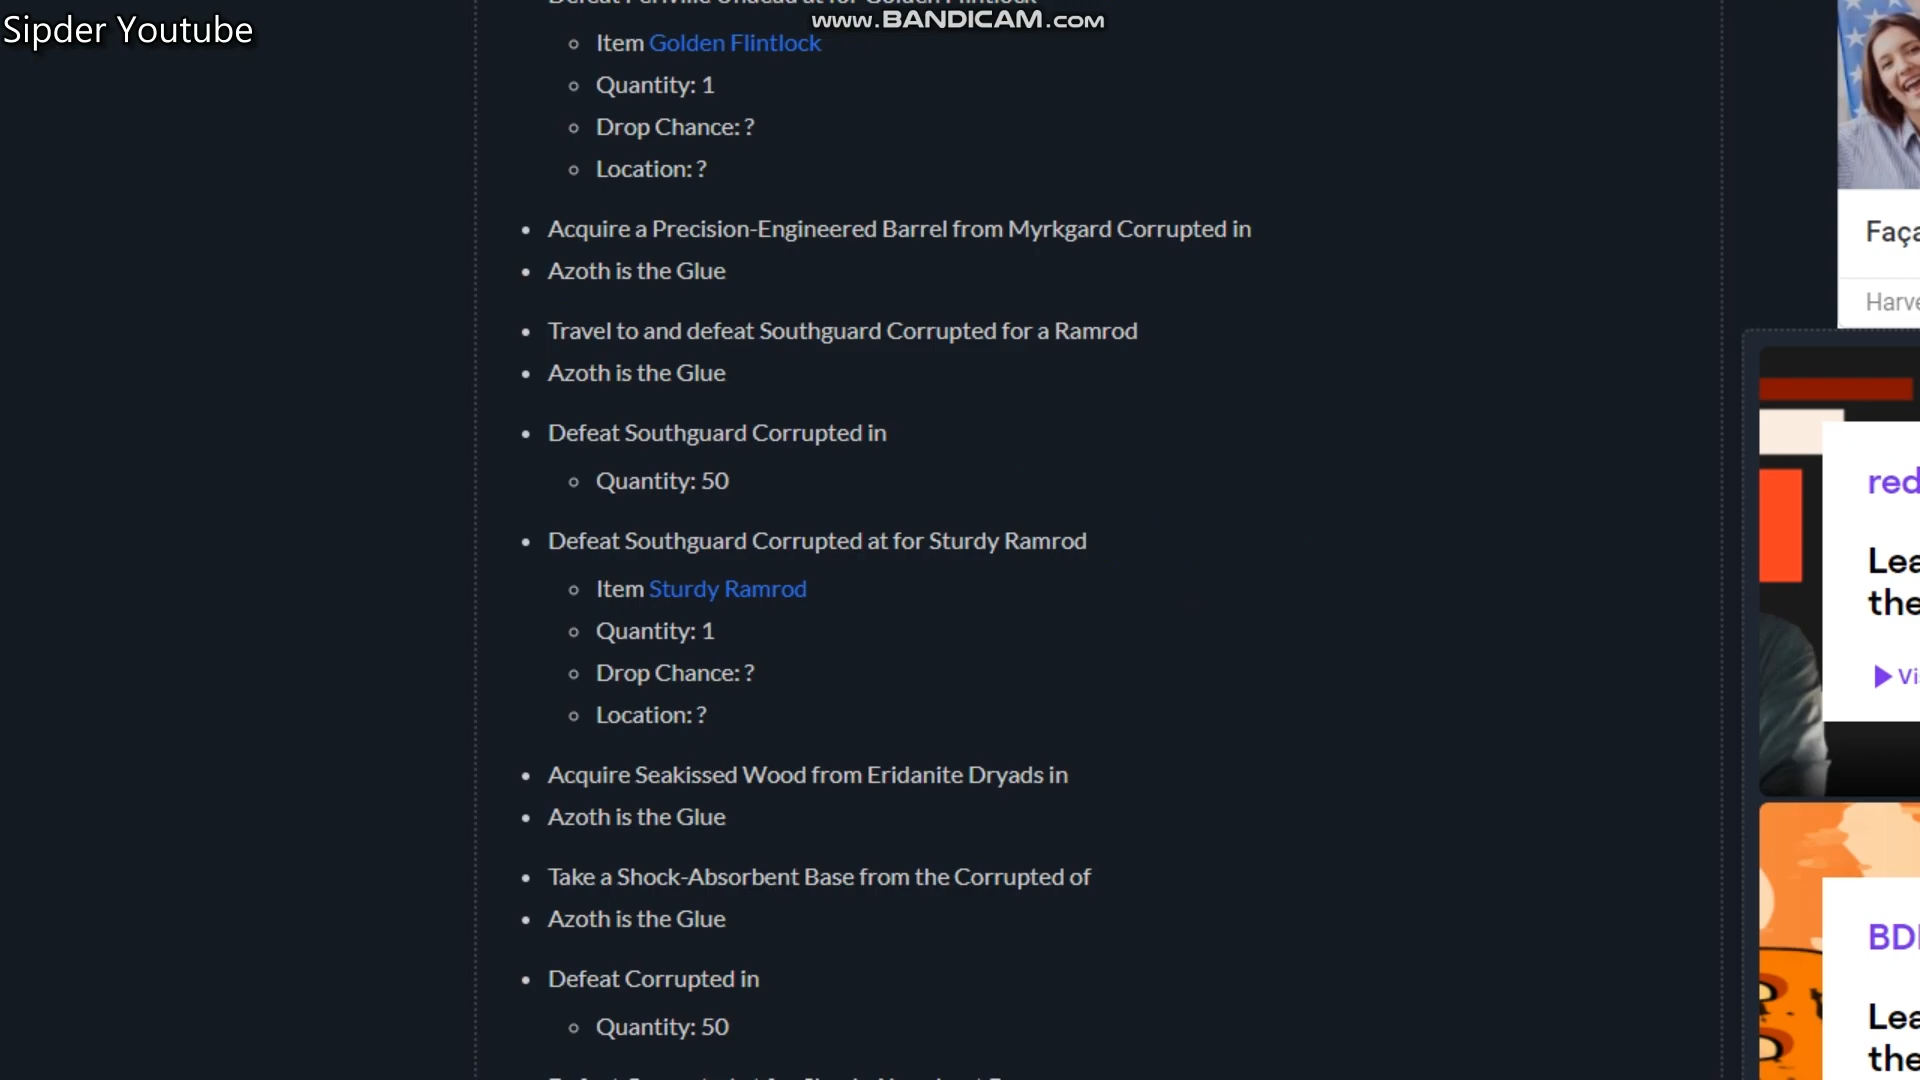 www.BANDICAM.com
Sipder Youtube
Item Golden Flintlock
Quantity: 1
Drop Chance: ?
Location: ?
Acquire a Precision-Engineered Barrel from Myrkgard Corrupted in
Azoth is the Glue
Travel to and defeat Southguard Corrupted for a Ramrod
Azoth is the Glue
Defeat Southguard Corrupted in
Quantity: 50
Defeat Southguard Corrupted at for Sturdy Ramrod
Item Sturdy Ramrod
Quantity: 1
Drop Chance: ?
Location: ?
Acquire Seakissed Wood from Eridanite Dryads in
Azoth is the Glue
Take a Shock-Absorbent Base from the Corrupted of
Azoth is the Glue
Defeat Corrupted in
Quantity: 50
Faça
Harve
red
Lea
the
Vi
BD
Lea
the